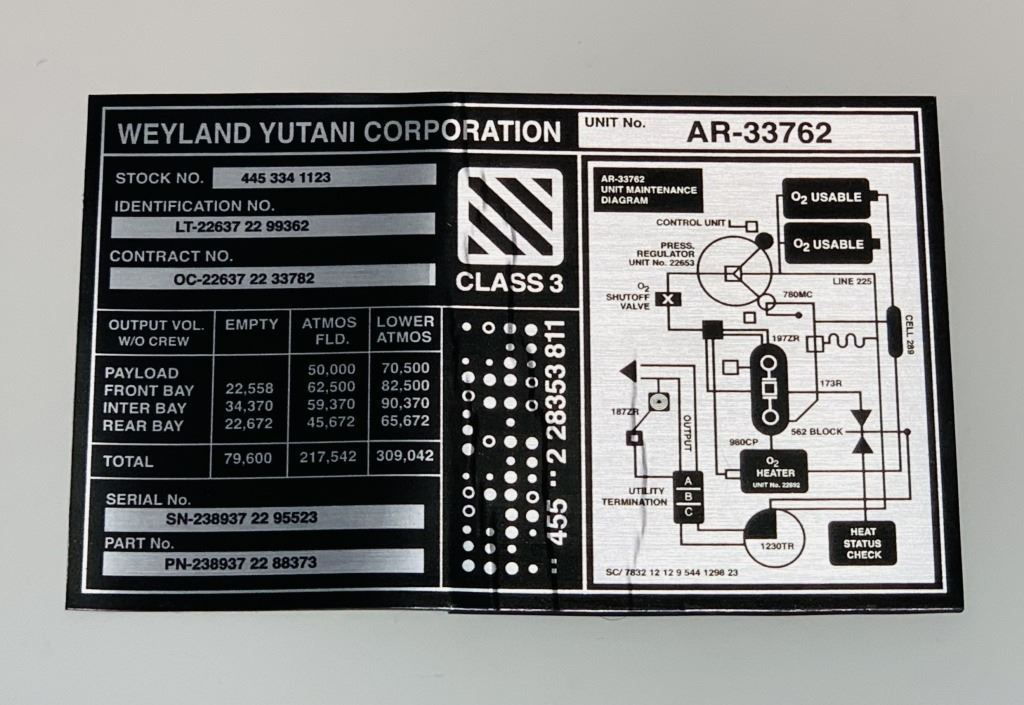 WEYLAND YUTANI CORPORATION
UNIT No. AR-33762
STOCK NO. 445 334 1123
IDENTIFICATION NO.
LT-22637 22 99362
CONTRACT NO.
OC-22637 22 33782
CLASS 3
OUTPUT VOL. W/O CREW EMPTY ATMOS FLD. LOWER ATMOS
PAYLOAD 50,000 70,500
FRONT BAY 22,558 62,500 82,500
INTER BAY 34,370 59,370 90,370
REAR BAY 22,672 45,672 65,672
TOTAL 79,600 217,542 309,042
SERIAL No.
SN-238937 22 95523
PART No.
PN-238937 22 88373
:: 455 :: 2 28353 811
AR-33762
UNIT MAINTENANCE
DIAGRAM
O2 USABLE
O2 USABLE
CONTROL UNIT
PRESS.
REGULATOR
UNIT No. 22653
LINE 225
O2
SHUTOFF
VALVE
X
780MC
CELL 289
197ZR
173R
187ZR
OUTPUT
562 BLOCK
980CP
O2
HEATER
UNIT No. 22892
UTILITY
TERMINATION
A
B
C
1230TR
HEAT
STATUS
CHECK
SC/ 7832 12 12 9 544 1298 23